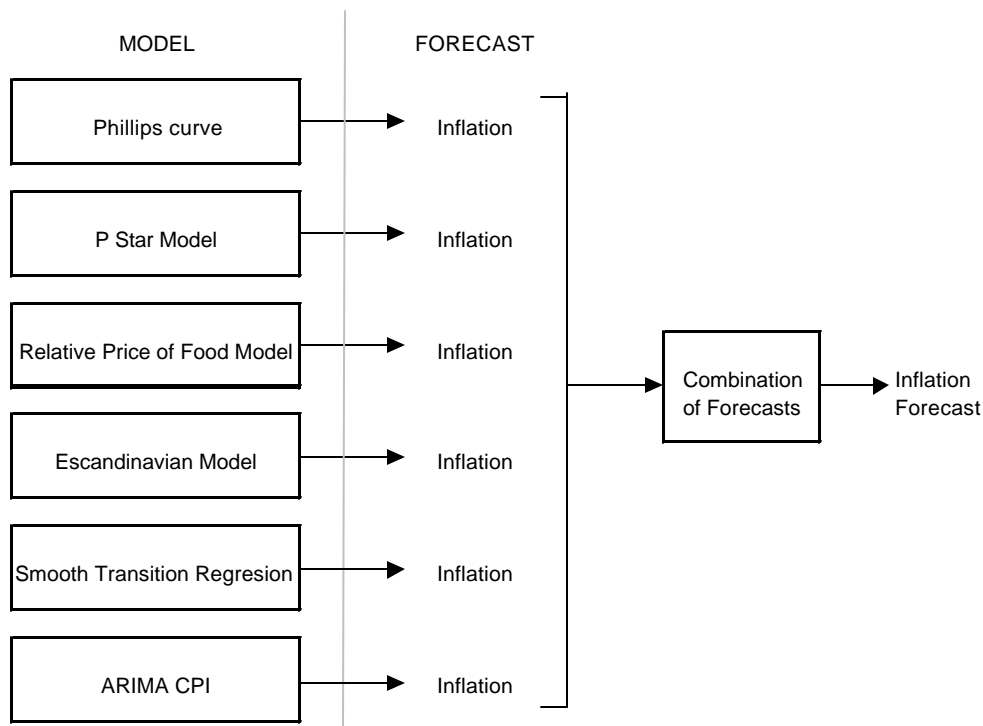 MODEL
FORECAST
Phillips curve
Inflation
P Star Model
Inflation
Relative Price of Food Model
Inflation
Escandinavian Model
Inflation
Smooth Transition Regresion
Inflation
ARIMA CPI
Inflation
Combination
of Forecasts
Inflation
Forecast